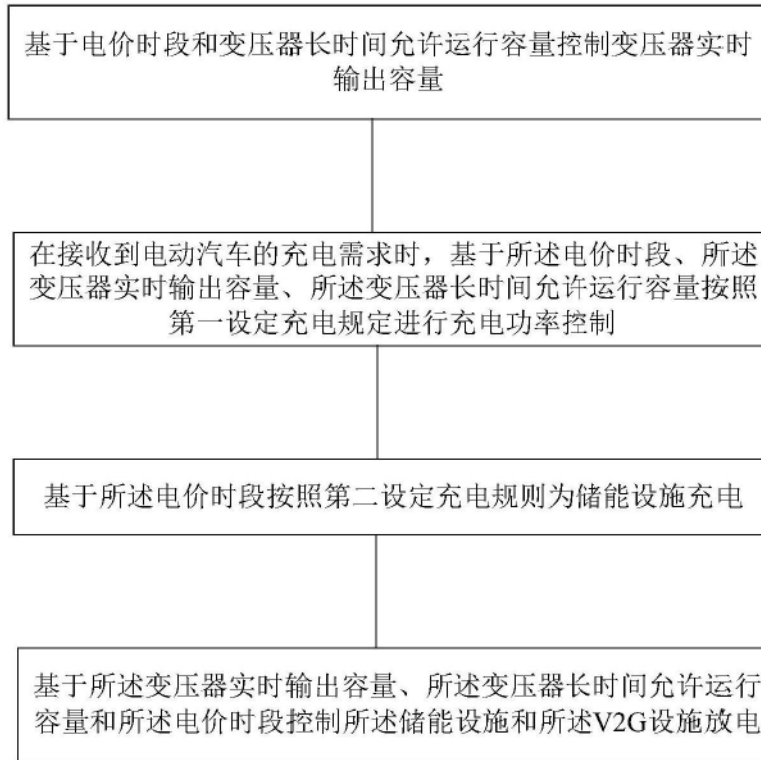 基于电价时段和变压器长时间允许运行容量控制变压器实时
输出容量
在接收到电动汽车的充电需求时，基于所述电价时段、所述
变压器实时输出容量、所述变压器长时间允许运行容量按照
第一设定充电规定进行充电功率控制
基于所述电价时段按照第二设定充电规则为储能设施充电
基于所述变压器实时输出容量、所述变压器长时间允许运行
容量和所述电价时段控制所述储能设施和所述V2G设施放电